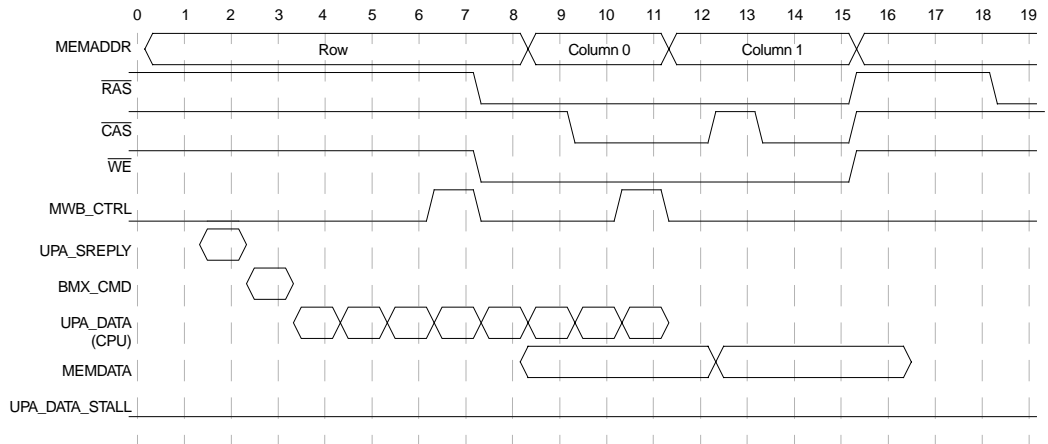 0 1 2 3 4 5 6 7 8 9 10 11 12 13 14 15 16 17 18 19
MEMADDR Row Column 0 Column 1
RAS
CAS
WE
MWB_CTRL
UPA_SREPLY
BMX_CMD
UPA_DATA
(CPU)
MEMDATA
UPA_DATA_STALL